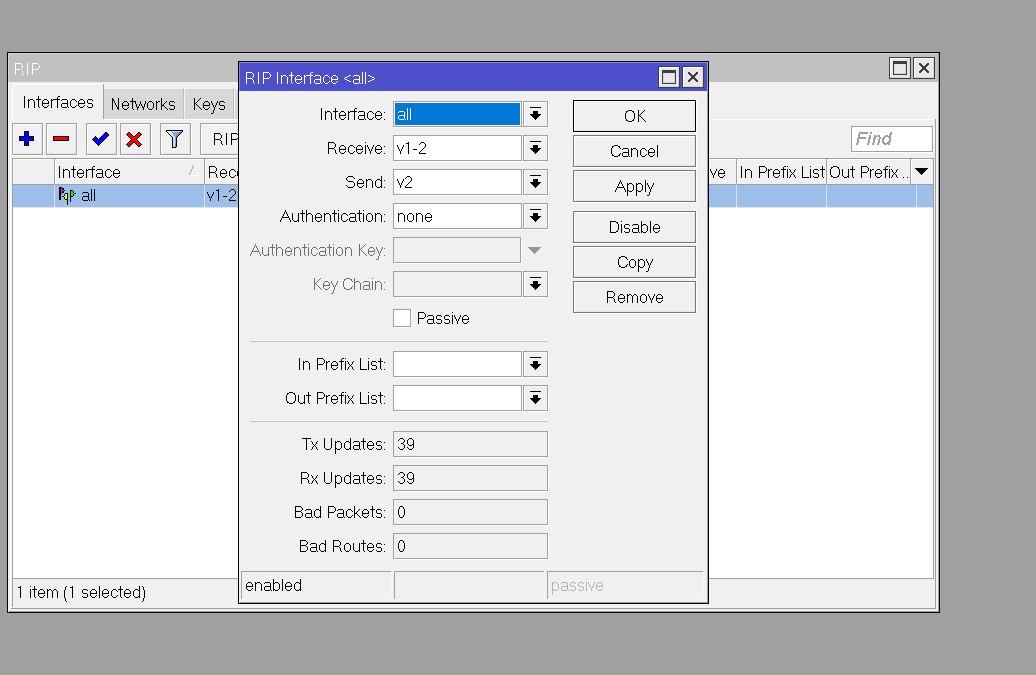 RIP
Interfaces Networks Keys
RIP
Find
Interface Rece ve In Prefix List Out Prefix ..
all v1-2
1 item (1 selected)
RIP Interface <all>
Interface: all
Receive: v1-2
Send: v2
Authentication: none
Authentication Key:
Key Chain:
Passive
In Prefix List:
Out Prefix List:
Tx Updates: 39
Rx Updates: 39
Bad Packets: 0
Bad Routes: 0
enabled passive
OK
Cancel
Apply
Disable
Copy
Remove